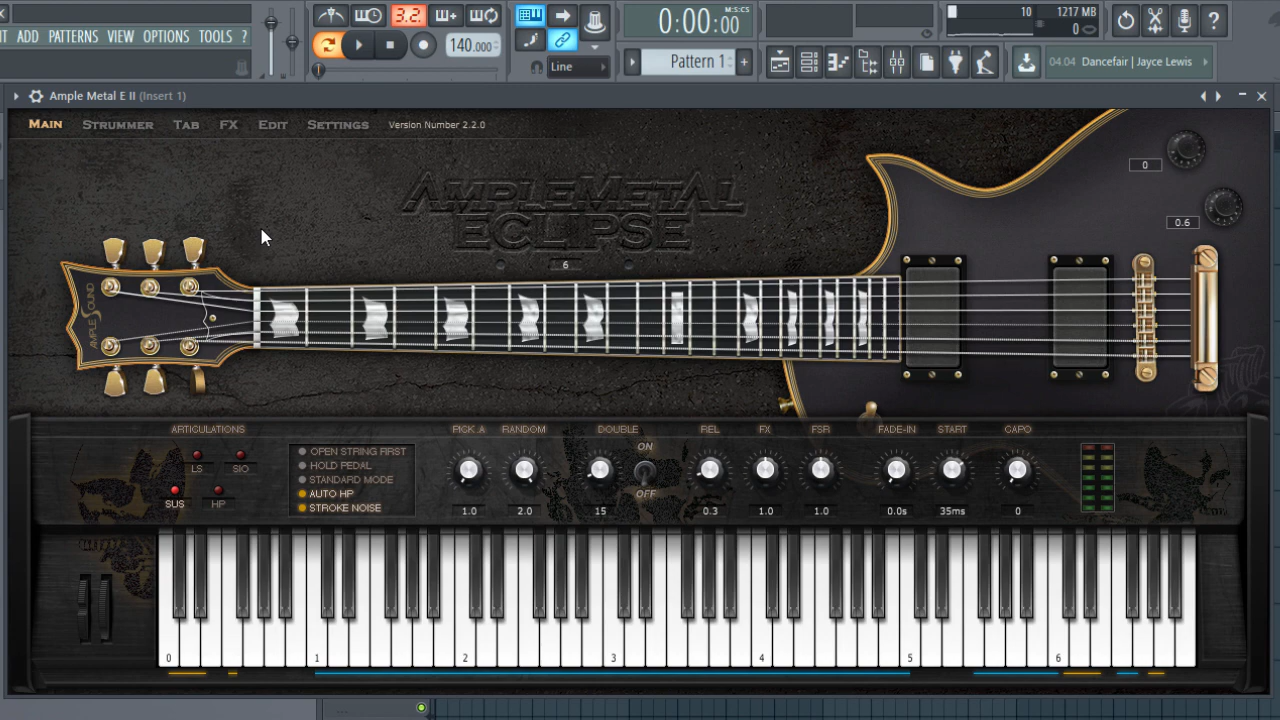 3.2
0:00:00 M:S:CS
10 1217 MB
0
T ADD PATTERNS VIEW OPTIONS TOOLS ?
140.000
Line
Pattern 1
04.04 Dancefair | Jayce Lewis
Ample Metal E II (Insert 1)
MAIN STRUMMER TAB FX EDIT SETTINGS Version Number 2.2.0
0
0.6
AMPLEMETAL
ECLIPSE
6
AMPLE SOUND
ARTICULATIONS
LS SIO
SUS HP
OPEN STRING FIRST
HOLD PEDAL
STANDARD MODE
AUTO HP
STROKE NOISE
PICK A RANDOM DOUBLE REL FX FSR FADE-IN START CAPO
ON
OFF
1.0 2.0 15 0.3 1.0 1.0 0.0s 35ms 0
0 1 2 3 4 5 6